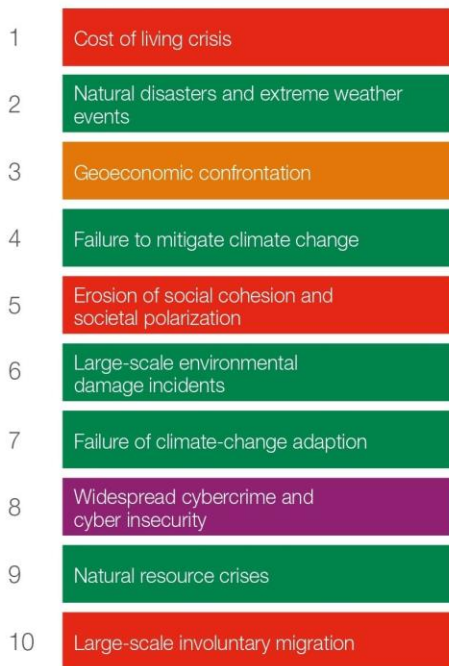 1 Cost of living crisis
2 Natural disasters and extreme weather
events
3 Geoeconomic confrontation
4 Failure to mitigate climate change
5 Erosion of social cohesion and
societal polarization
6 Large-scale environmental
damage incidents
7 Failure of climate-change adaption
8 Widespread cybercrime and
cyber insecurity
9 Natural resource crises
10 Large-scale involuntary migration